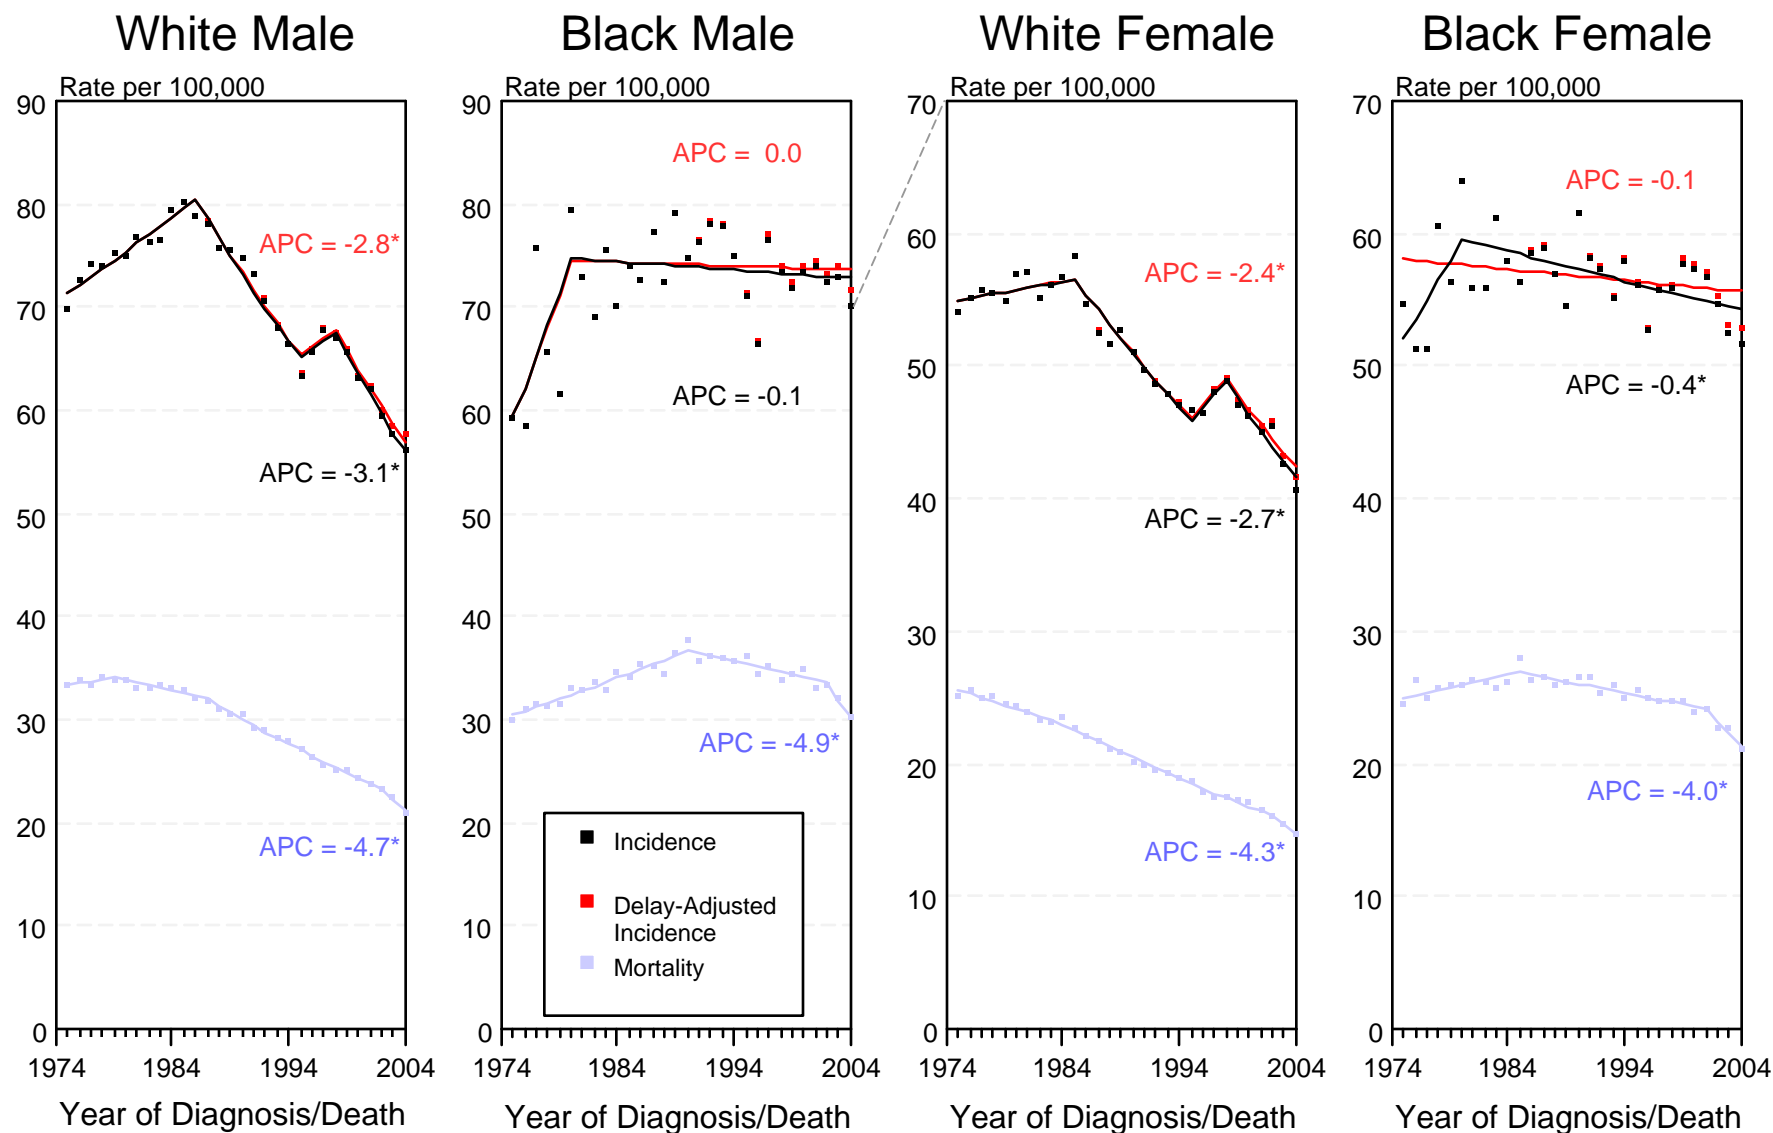 White Male
Black Male
White Female
Black Female
Rate per 100,000
Rate per 100,000
Rate per 100,000
Rate per 100,000
90
80
70
60
50
40
30
20
10
0
APC = -2.8*
APC = -3.1*
APC = -4.7*
1974
1984
1994
2004
Year of Diagnosis/Death
90
80
70
60
50
40
30
20
10
0
APC = 0.0
APC = -0.1
APC = -4.9*
Incidence
Delay-Adjusted
Incidence
Mortality
1974
1984
1994
2004
Year of Diagnosis/Death
70
60
50
40
30
20
10
0
APC = -2.4*
APC = -2.7*
APC = -4.3*
1974
1984
1994
2004
Year of Diagnosis/Death
70
60
50
40
30
20
10
0
APC = -0.1
APC = -0.4*
APC = -4.0*
1974
1984
1994
2004
Year of Diagnosis/Death